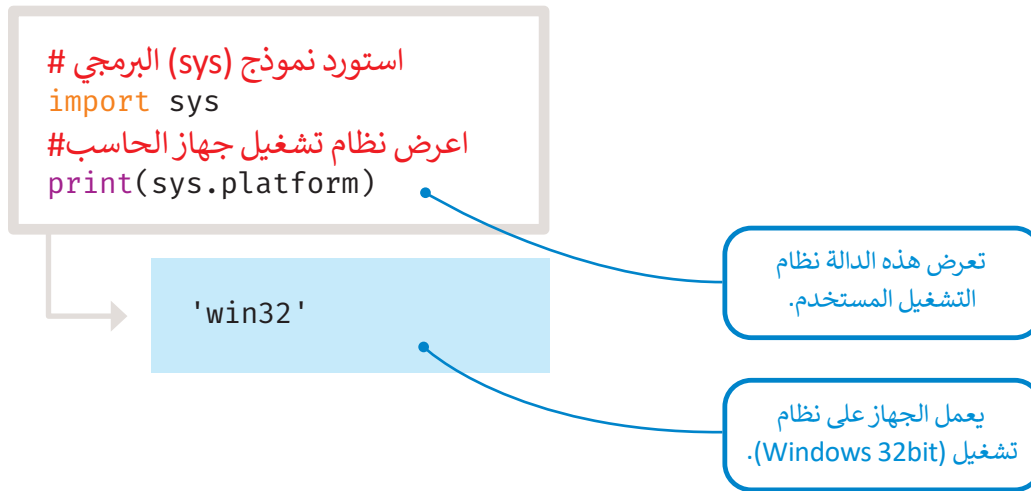 # استورد نموذج (sys) البرمجي
import sys
#اعرض نظام تشغيل جهاز الحاسب
print(sys.platform)
تعرض هذه الدالة نظام
التشغيل المستخدم.
'win32'
يعمل الجهاز على نظام
تشغيل (Windows 32bit).